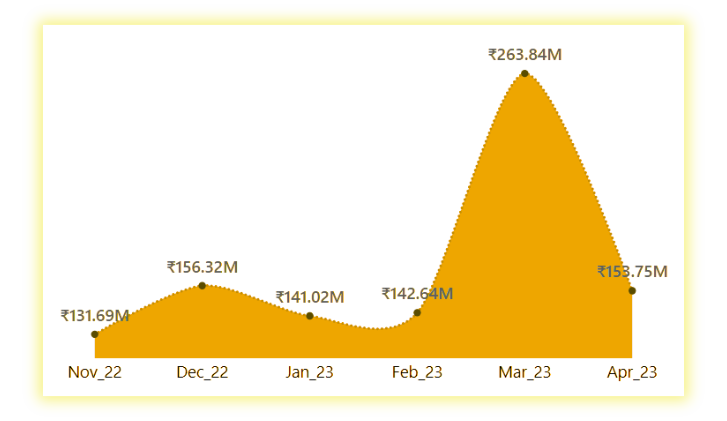 ₹263.84M
₹156.32M
₹141.02M
₹142.64M
₹153.75M
₹131.69M
Nov_22 Dec_22 Jan_23 Feb_23 Mar_23 Apr_23